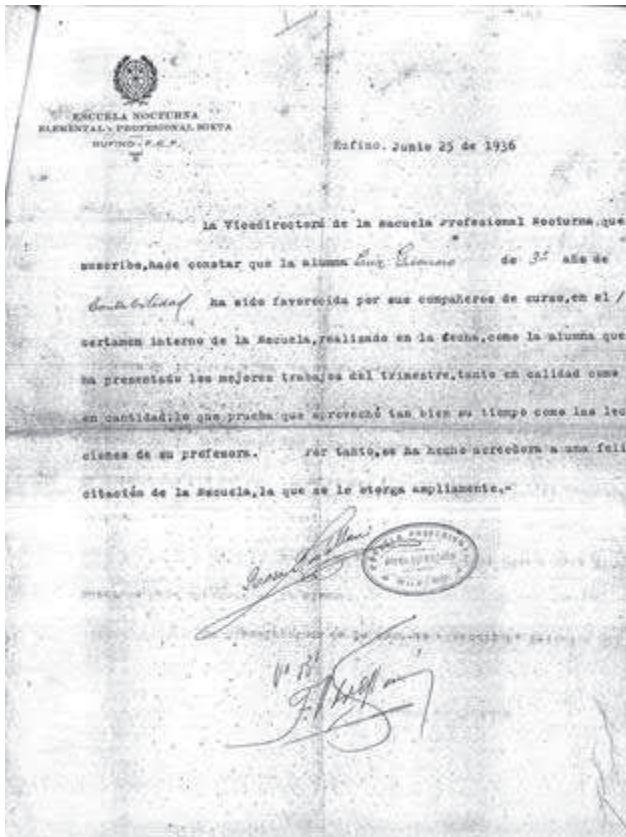 ESCUELA NOCTURNA
ELEMENTAL y PROFESIONAL MIXTA
RUFINO - F.C.P.
Rufino, Junio 25 de 1936
La Vicedirectora de la Escuela Profesional Nocturna, que
suscribe, hace constar que la alumna de 3º año de
Contabilidad ha sido favorecida por sus compañeros de curso, en el /
certamen interno de la Escuela, realizado en la fecha, como la alumna que
ha presentado los mejores trabajos del trimestre, tanto en calidad como
en cantidad; lo que prueba que aprovechó tan bien su tiempo como las lec
ciones de su profesora. Por tanto, se ha hecho acreedora a una feli
citación de la Escuela, la que se le otorga ampliamente.-
Vº Bº